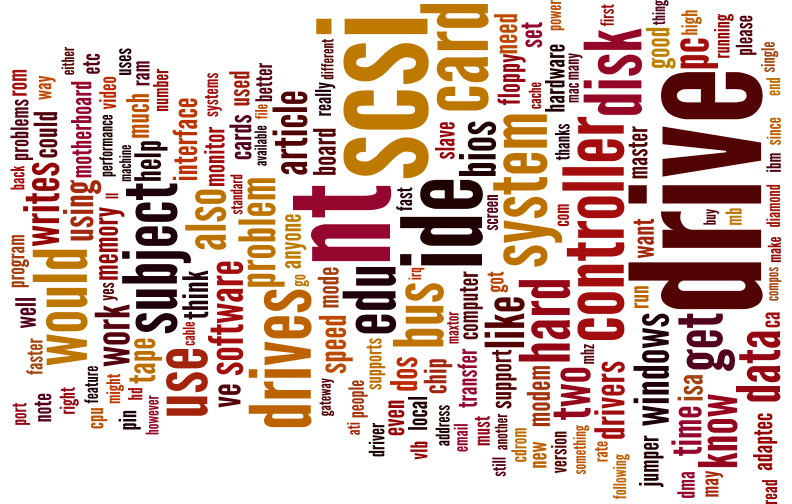 drive
scsi
nt
ide
card
disk
controller
system
drives
subject
would
use
edu
bus
hard
like
get
data
know
windows
two
drivers
software
problem
also
writes
using
work
memory
article
interface
bios
floppy
need
set
hardware
pc
good
high
running
please
thing
first
power
mac
many
cache
thanks
master
want
mb
buy
run
ibm
since
end
single
diamond
make
compos
ca
adaptec
read
may
dma
time
isa
jumper
following
rate
something
version
new
cdrom
another
still
must
email
address
local
vlb
even
driver
people
ati
supports
dos
chip
transfer
support
modem
mhz
com
screen
got
computer
maxtor
irq
fast
slave
board
really
different
better
file
available
used
cards
systems
monitor
standard
anyone
go
speed
mode
gateway
ve
think
cable
help
much
ram
number
uses
video
performance
machine
etc
motherboard
either
could
way
rom
problems
back
ll
yes
program
well
faster
port
note
right
cpu
feature
might
pin
hd
tape
however